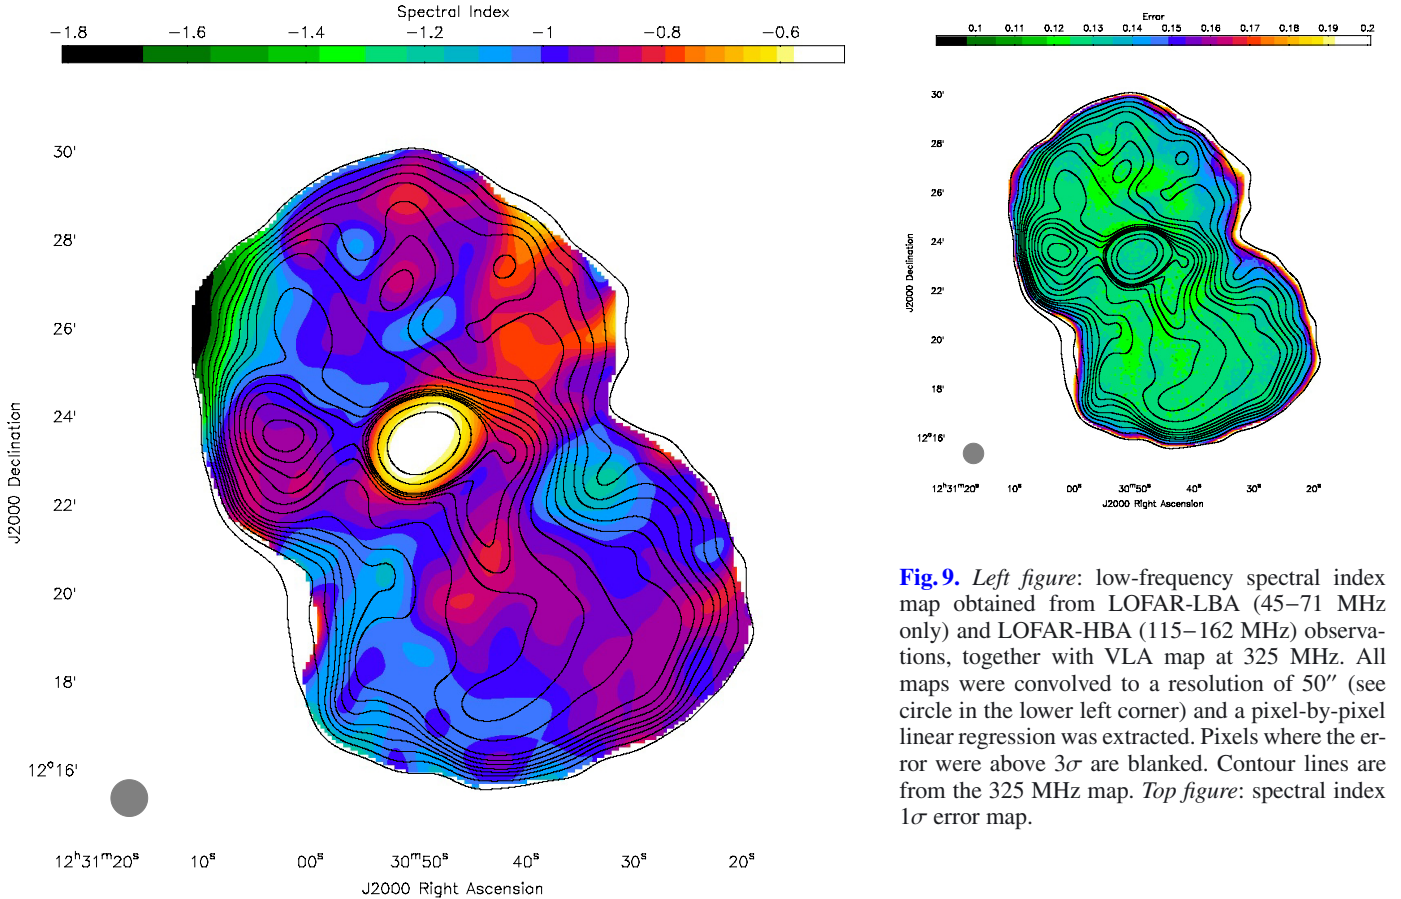 Spectral Index
−1.8 −1.6 −1.4 −1.2 −1 −0.8 −0.6
30'
28'
26'
24'
22'
20'
18'
12°16'
J2000 Declination
12h31m20s 10s 00s 30m50s 40s 30s 20s
J2000 Right Ascension
Error
0.1 0.11 0.12 0.13 0.14 0.15 0.16 0.17 0.18 0.19 0.2
30'
28'
26'
24'
22'
20'
18'
12°16'
J2000 Declination
12h31m20s 10s 00s 30m50s 40s 30s 20s
J2000 Right Ascension
Fig. 9. Left figure: low-frequency spectral index
map obtained from LOFAR-LBA (45−71 MHz
only) and LOFAR-HBA (115−162 MHz) observa-
tions, together with VLA map at 325 MHz. All
maps were convolved to a resolution of 50″ (see
circle in the lower left corner) and a pixel-by-pixel
linear regression was extracted. Pixels where the er-
ror were above 3σ are blanked. Contour lines are
from the 325 MHz map. Top figure: spectral index
1σ error map.